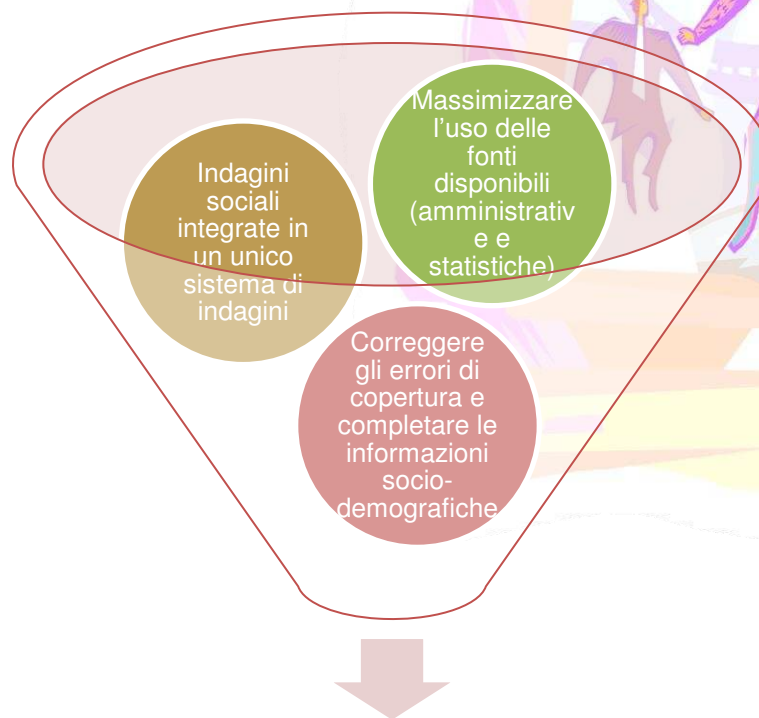 Massimizzare
l'uso delle
fonti
disponibili
(amministrativ
e e
statistiche)
Indagini
sociali
integrate in
un unico
sistema di
indagini
Correggere
gli errori di
copertura e
completare le
informazioni
socio-
demografiche